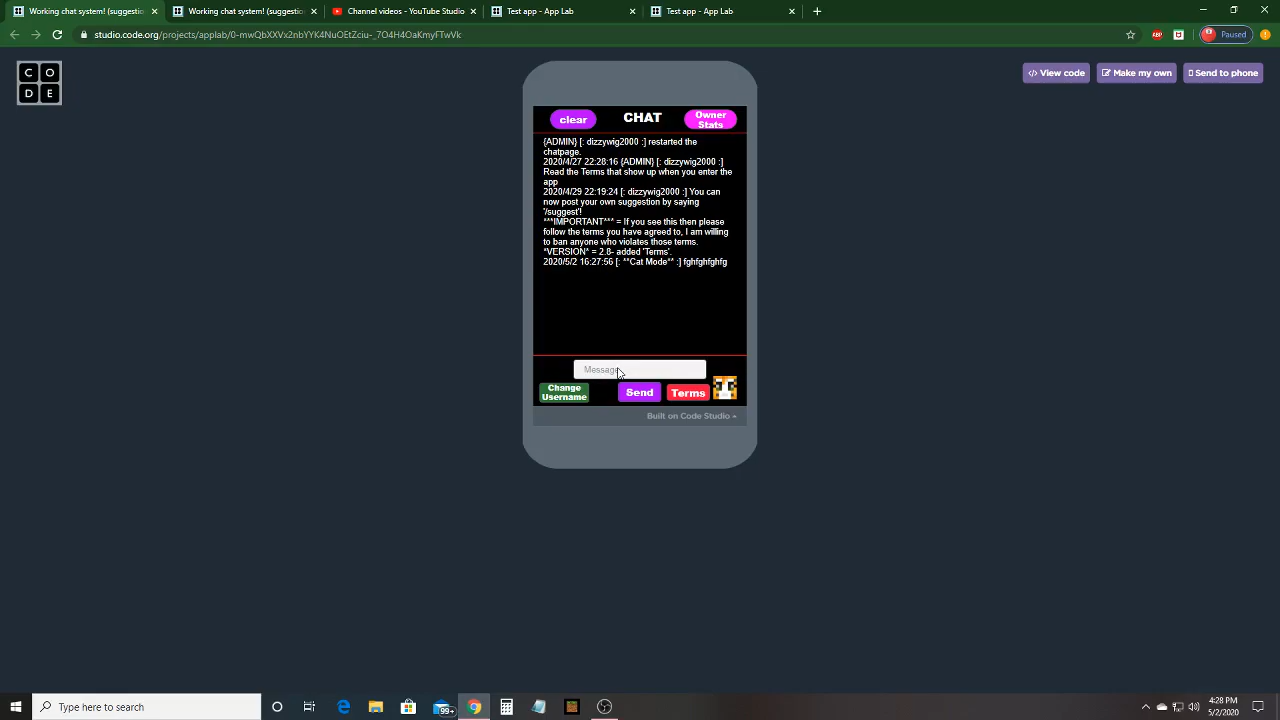 Working chat system! (suggestio
Working chat system! (suggestio
Channel videos - YouTube Studio
Test app - App Lab
Test app - App Lab
studio.code.org/projects/applab/0-mwQbXXVx2nbYYK4NuOEtZciu-_7O4H4OaKmyFTwVk
Paused
CODE
View code
Make my own
Send to phone
clear
CHAT
Owner
Stats
{ADMIN} [: dizzywig2000 :] restarted the
chatpage.
2020/4/27 22:28:16 {ADMIN} [: dizzywig2000 :]
Read the Terms that show up when you enter the
app
2020/4/29 22:19:24 [: dizzywig2000 :] You can
now post your own suggestion by saying
'/suggest'!
***IMPORTANT*** = If you see this then please
follow the terms you have agreed to, I am willing
to ban anyone who violates those terms.
*VERSION* = 2.8- added 'Terms'.
2020/5/2 16:27:56 [: **Cat Mode** :] fghfghfghfg
Message
Change
Username
Send
Terms
Built on Code Studio
Type here to search
99+
4:28 PM
5/2/2020